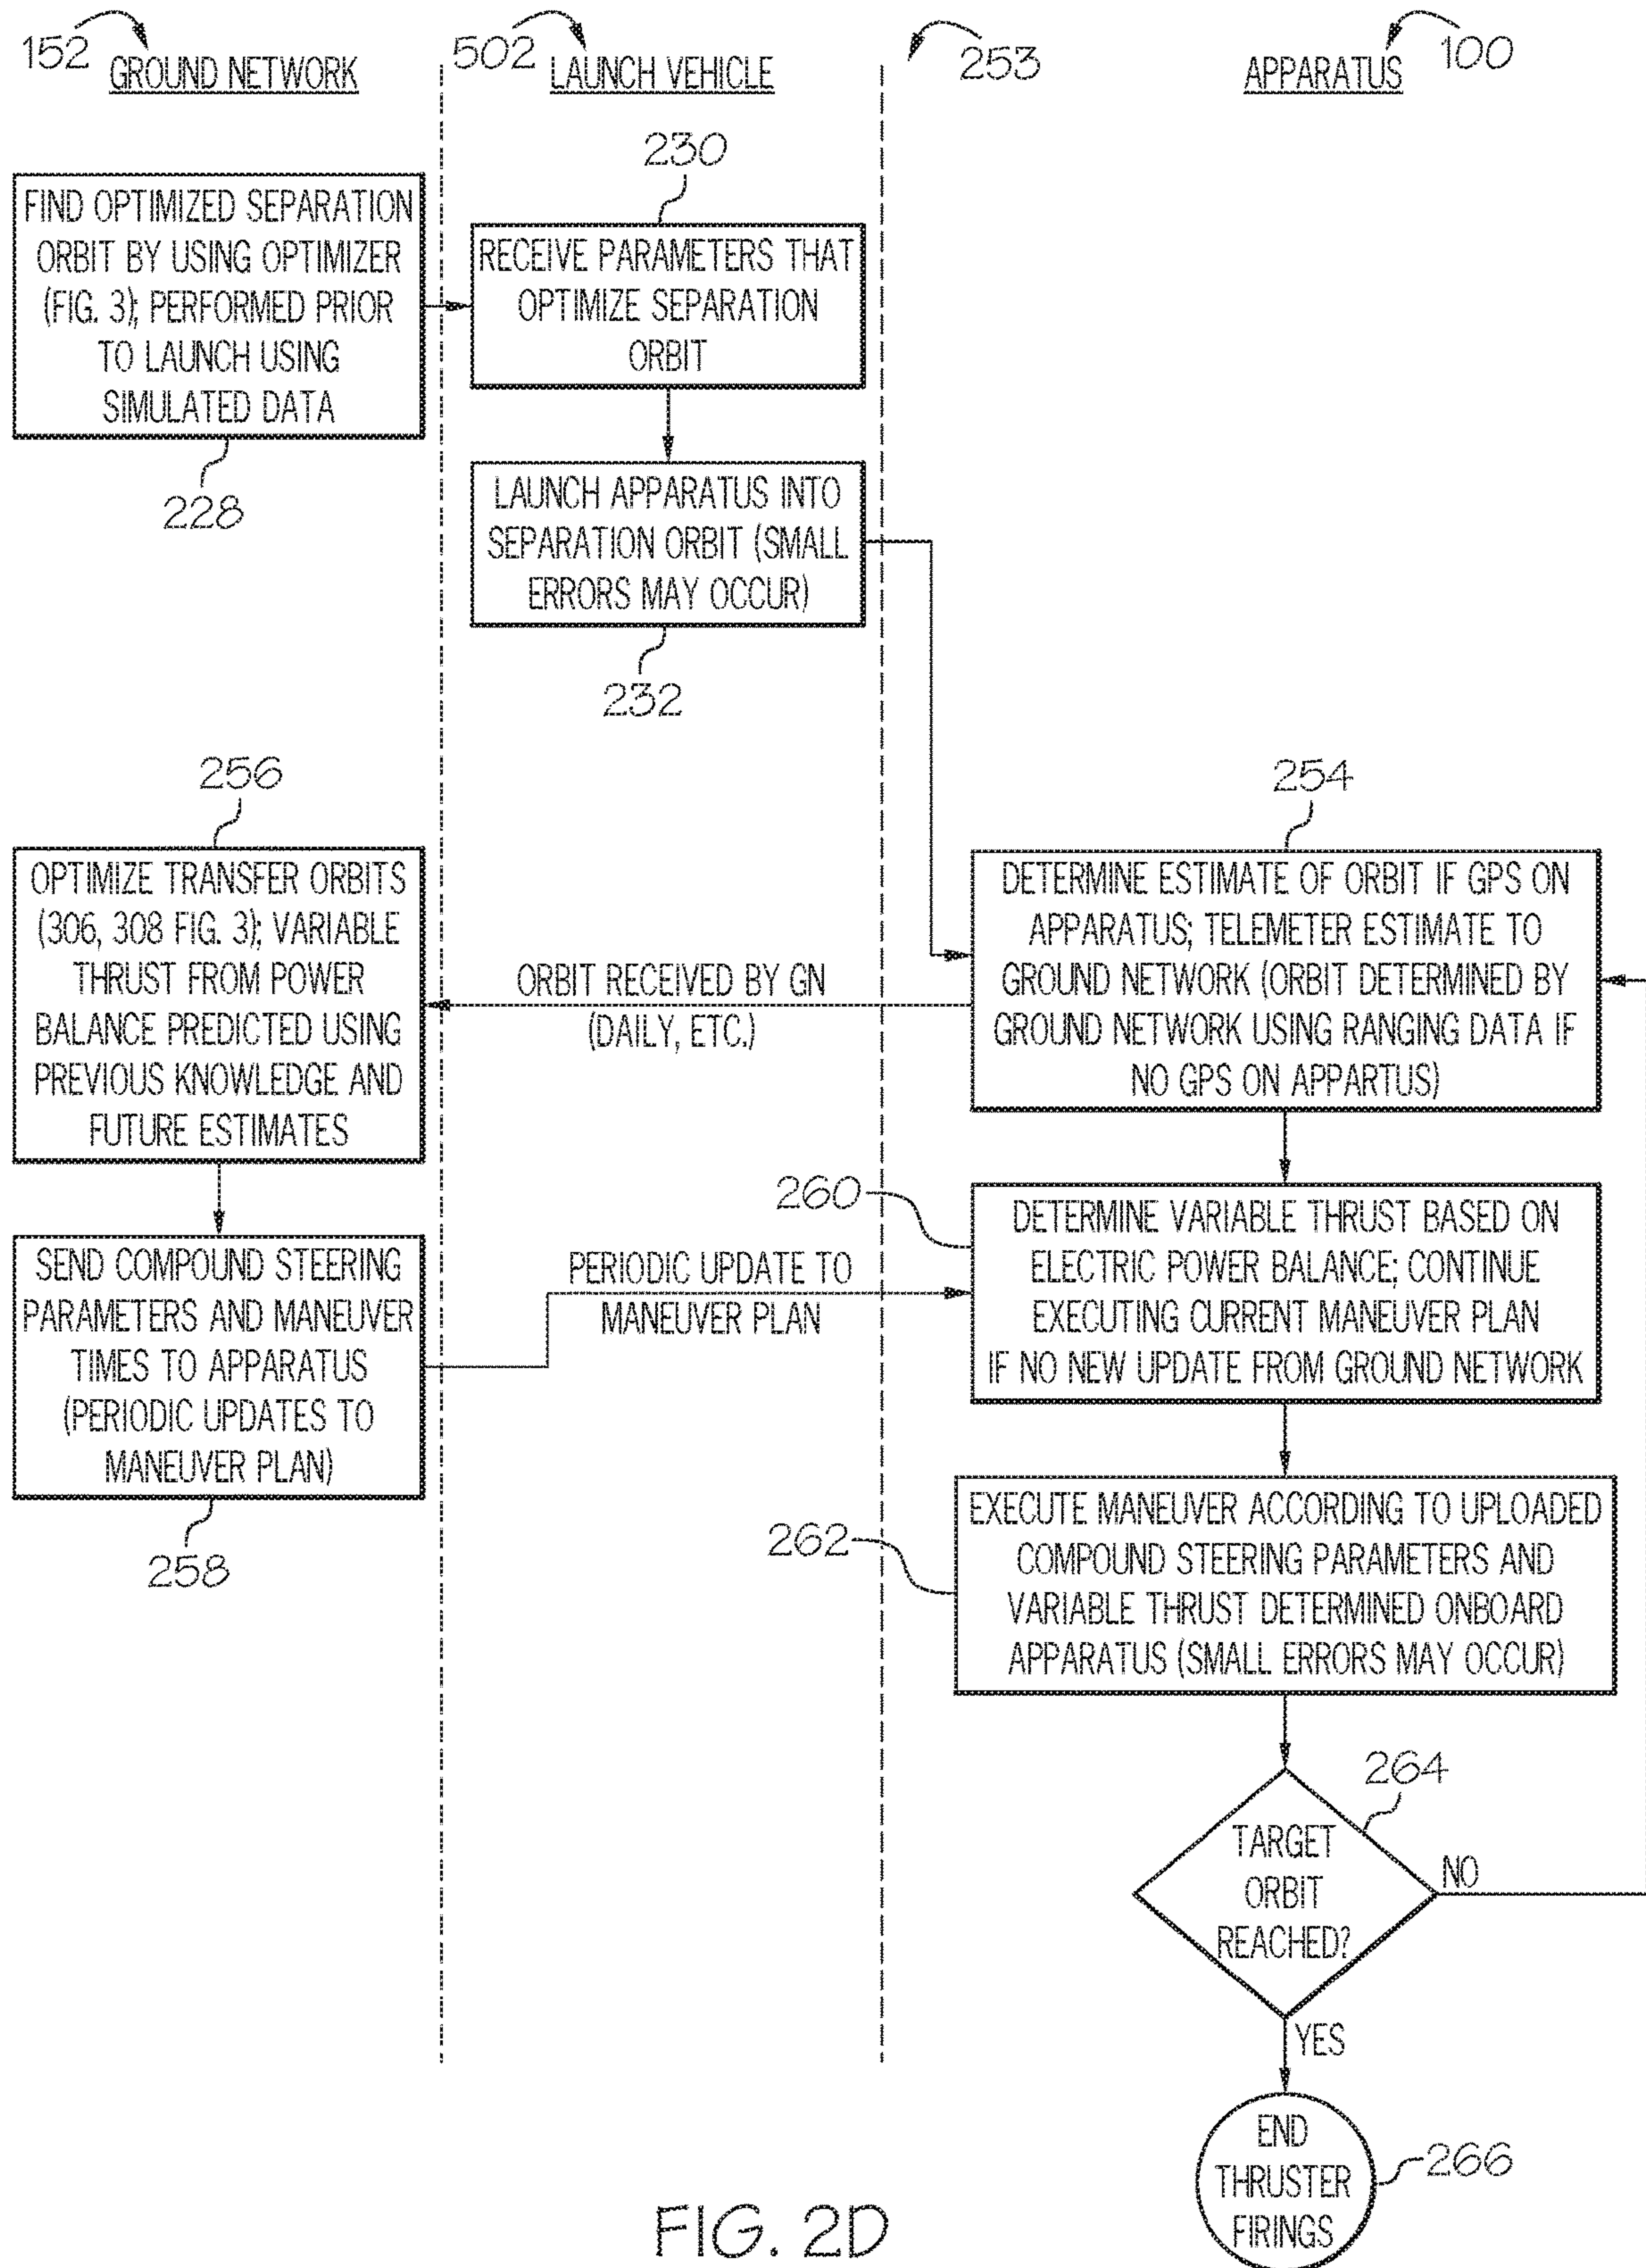 152
GROUND NETWORK
502
LAUNCH VEHICLE
253
APPARATUS
100
FIND OPTIMIZED SEPARATION
ORBIT BY USING OPTIMIZER
(FIG. 3); PERFORMED PRIOR
TO LAUNCH USING
SIMULATED DATA
228
230
RECEIVE PARAMETERS THAT
OPTIMIZE SEPARATION
ORBIT
LAUNCH APPARATUS INTO
SEPARATION ORBIT (SMALL
ERRORS MAY OCCUR)
232
256
OPTIMIZE TRANSFER ORBITS
(306, 308 FIG. 3); VARIABLE
THRUST FROM POWER
BALANCE PREDICTED USING
PREVIOUS KNOWLEDGE AND
FUTURE ESTIMATES
ORBIT RECEIVED BY GN
(DAILY, ETC.)
254
DETERMINE ESTIMATE OF ORBIT IF GPS ON
APPARATUS; TELEMETER ESTIMATE TO
GROUND NETWORK (ORBIT DETERMINED BY
GROUND NETWORK USING RANGING DATA IF
NO GPS ON APPARTUS)
SEND COMPOUND STEERING
PARAMETERS AND MANEUVER
TIMES TO APPARATUS
(PERIODIC UPDATES TO
MANEUVER PLAN)
258
PERIODIC UPDATE TO
MANEUVER PLAN
260
DETERMINE VARIABLE THRUST BASED ON
ELECTRIC POWER BALANCE; CONTINUE
EXECUTING CURRENT MANEUVER PLAN
IF NO NEW UPDATE FROM GROUND NETWORK
262
EXECUTE MANEUVER ACCORDING TO UPLOADED
COMPOUND STEERING PARAMETERS AND
VARIABLE THRUST DETERMINED ONBOARD
APPARATUS (SMALL ERRORS MAY OCCUR)
264
TARGET
ORBIT
REACHED?
NO
YES
END
THRUSTER
FIRINGS
266
FIG. 2D